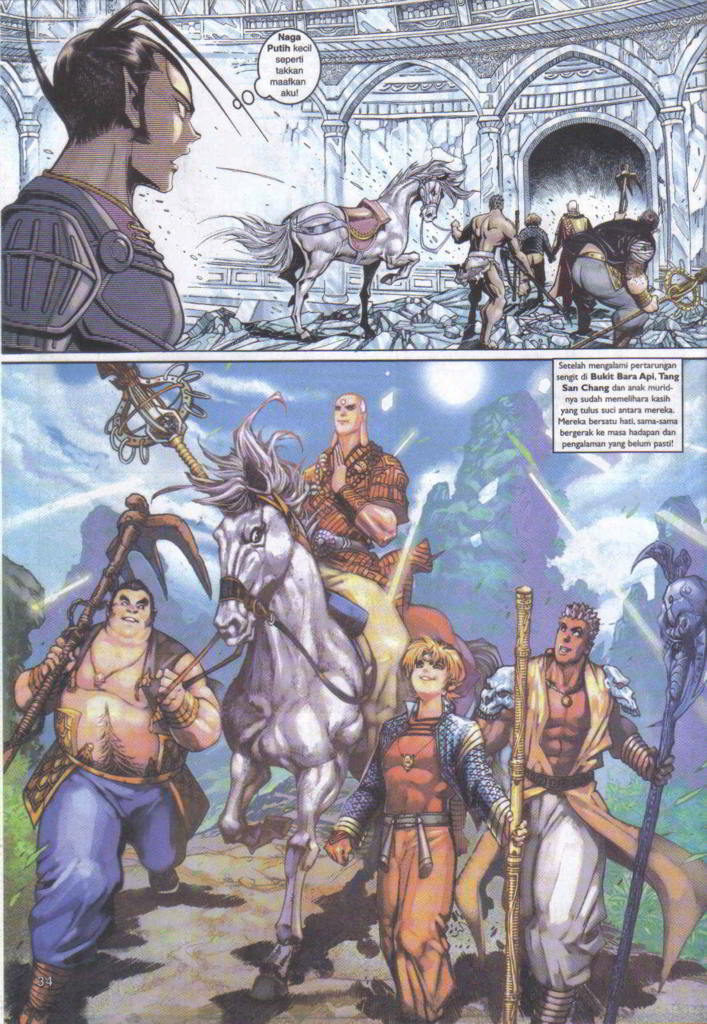 Naga
Putih kecil
seperti
takkan
maafkan
aku!
Setelah mengalami pertarungan
sengit di Bukit Bara Api, Tang
San Chang dan anak murid-
nya sudah memelihara kasih
yang tulus suci antara mereka.
Mereka bersatu hati, sama-sama
bergerak ke masa hadapan dan
pengalaman yang belum pasti!
34